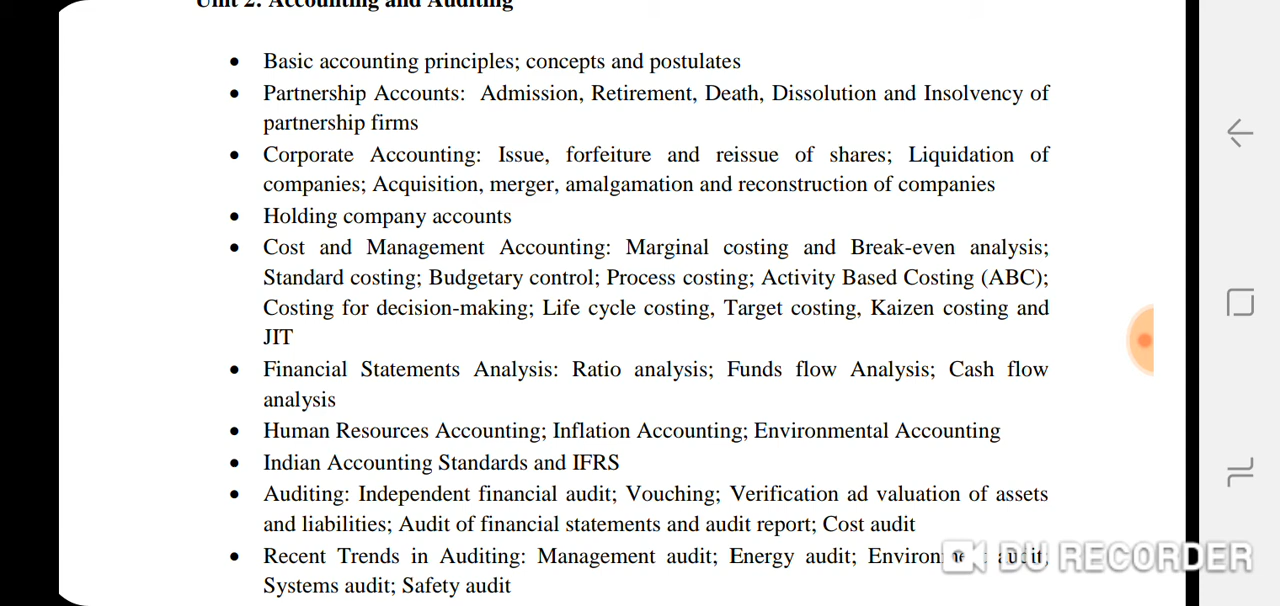 Unit 2: Accounting and Auditing
• Basic accounting principles; concepts and postulates
• Partnership Accounts: Admission, Retirement, Death, Dissolution and Insolvency of
partnership firms
• Corporate Accounting: Issue, forfeiture and reissue of shares; Liquidation of
companies; Acquisition, merger, amalgamation and reconstruction of companies
• Holding company accounts
• Cost and Management Accounting: Marginal costing and Break-even analysis;
Standard costing; Budgetary control; Process costing; Activity Based Costing (ABC);
Costing for decision-making; Life cycle costing, Target costing, Kaizen costing and
JIT
• Financial Statements Analysis: Ratio analysis; Funds flow Analysis; Cash flow
analysis
• Human Resources Accounting; Inflation Accounting; Environmental Accounting
• Indian Accounting Standards and IFRS
• Auditing: Independent financial audit; Vouching; Verification ad valuation of assets
and liabilities; Audit of financial statements and audit report; Cost audit
• Recent Trends in Auditing: Management audit; Energy audit; audit;
Systems audit; Safety audit
DU RECORDER